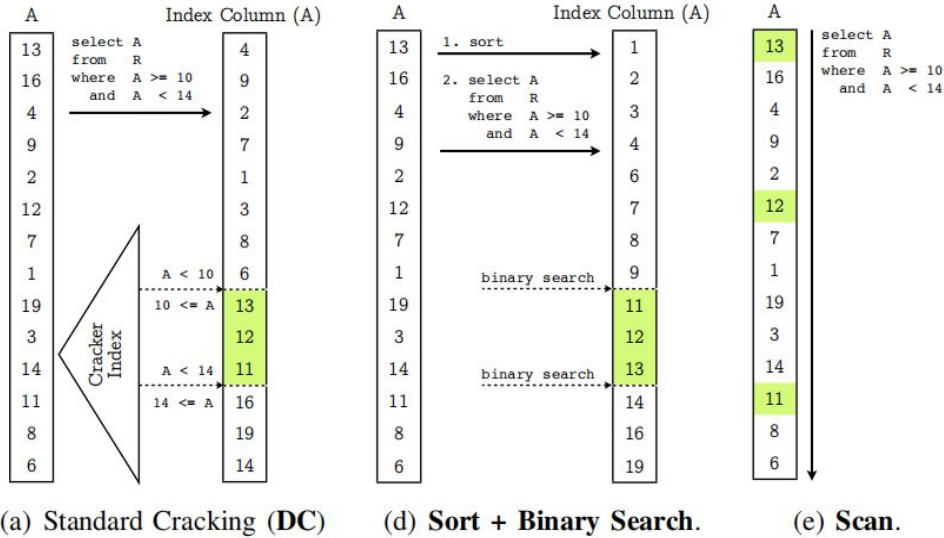 A
Index Column (A)
13
16
4
9
2
12
7
1
19
3
14
11
8
6
select A
from R
where A >= 10
and A < 14
Cracker
Index
A < 10
10 <= A
A < 14
14 <= A
4
9
2
7
1
3
8
6
13
12
11
16
19
14
(a) Standard Cracking (DC)
A
Index Column (A)
13
16
4
9
2
12
7
1
19
3
14
11
8
6
1. sort
2. select A
from R
where A >= 10
and A < 14
binary search
binary search
1
2
3
4
6
7
8
9
11
12
13
14
16
19
(d) Sort + Binary Search.
A
13
16
4
9
2
12
7
1
19
3
14
11
8
6
select A
from R
where A >= 10
and A < 14
(e) Scan.